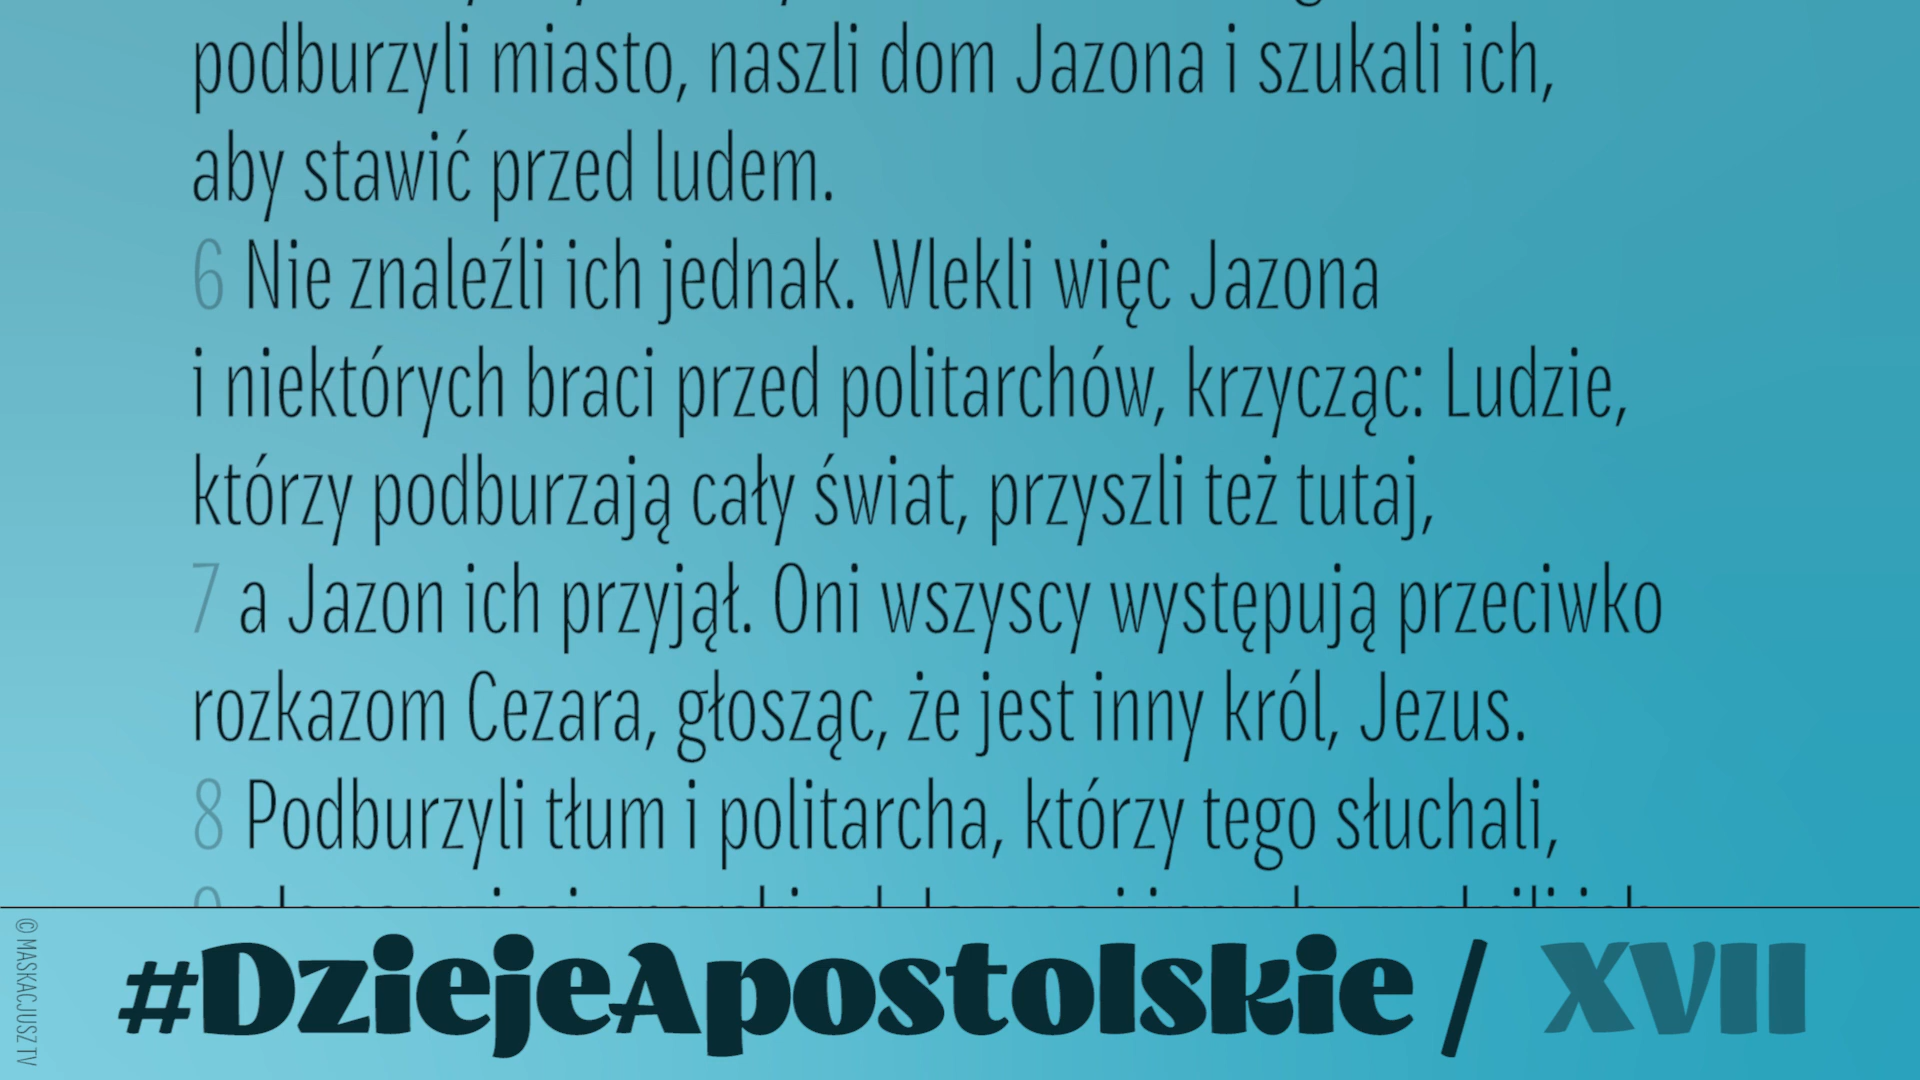 podburzyli miasto, naszli dom Jazona i szukali ich,
aby stawić przed ludem.
6 Nie znaleźli ich jednak. Wlekli więc Jazona
i niektórych braci przed politarchów, krzycząc: Ludzie,
którzy podburzają cały świat, przyszli też tutaj,
7 a Jazon ich przyjął. Oni wszyscy występują przeciwko
rozkazom Cezara, głosząc, że jest inny król, Jezus.
8 Podburzyli tłum i politarcha, którzy tego słuchali,
#DziejeApostolskie / XVII
© MASKACJUSZ TV